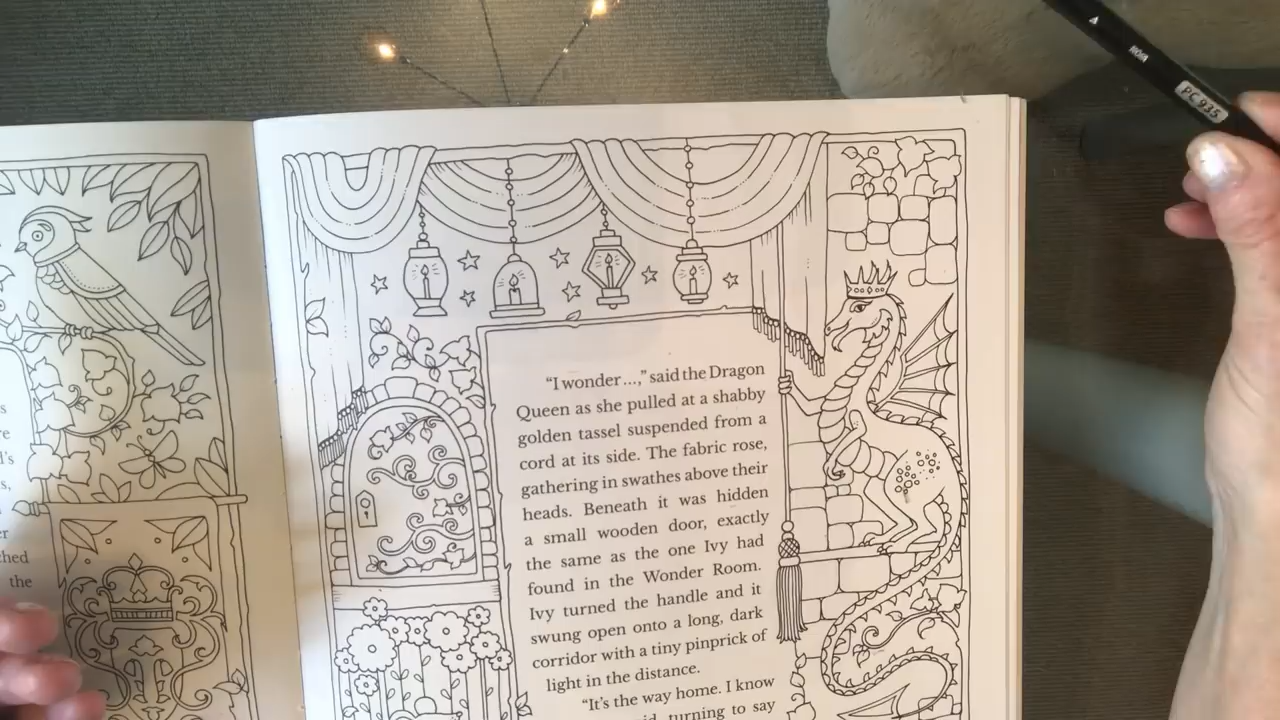 s
re
d's
s,
er
ched
the
“I wonder ...,” said the Dragon
Queen as she pulled at a shabby
golden tassel suspended from a
cord at its side. The fabric rose,
gathering in swathes above their
heads. Beneath it was hidden
a small wooden door, exactly
the same as the one Ivy had
found in the Wonder Room.
Ivy turned the handle and it
swung open onto a long, dark
corridor with a tiny pinprick of
light in the distance.
“It’s the way home. I know
turning to say
PC 935